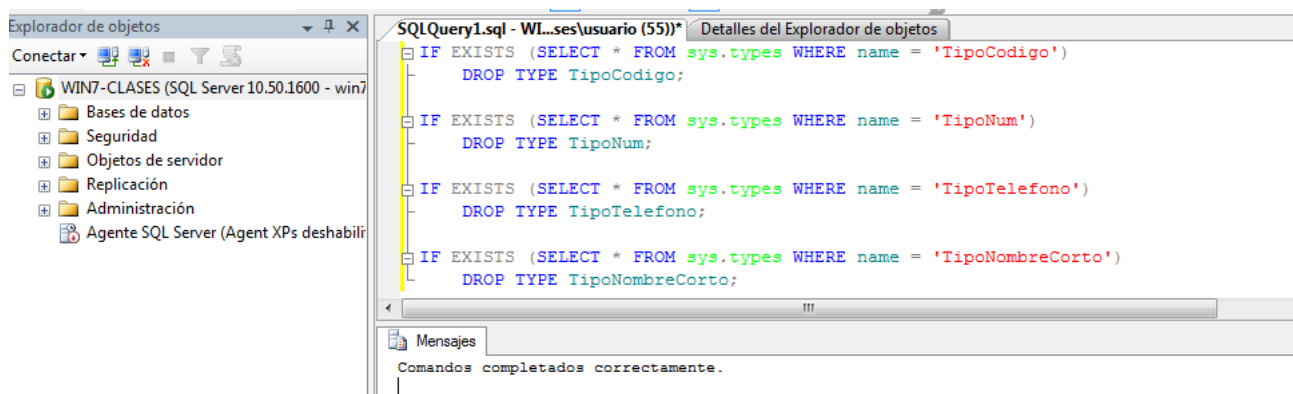 Explorador de objetos
Conectar
WIN7-CLASES (SQL Server 10.50.1600 - win7
Bases de datos
Seguridad
Objetos de servidor
Replicación
Administración
Agente SQL Server (Agent XPs deshabili
SQLQuery1.sql - WI...ses\usuario (55))*
Detalles del Explorador de objetos
IF EXISTS (SELECT * FROM sys.types WHERE name = 'TipoCodigo')
DROP TYPE TipoCodigo;
IF EXISTS (SELECT * FROM sys.types WHERE name = 'TipoNum')
DROP TYPE TipoNum;
IF EXISTS (SELECT * FROM sys.types WHERE name = 'TipoTelefono')
DROP TYPE TipoTelefono;
IF EXISTS (SELECT * FROM sys.types WHERE name = 'TipoNombreCorto')
DROP TYPE TipoNombreCorto;
Mensajes
Comandos completados correctamente.